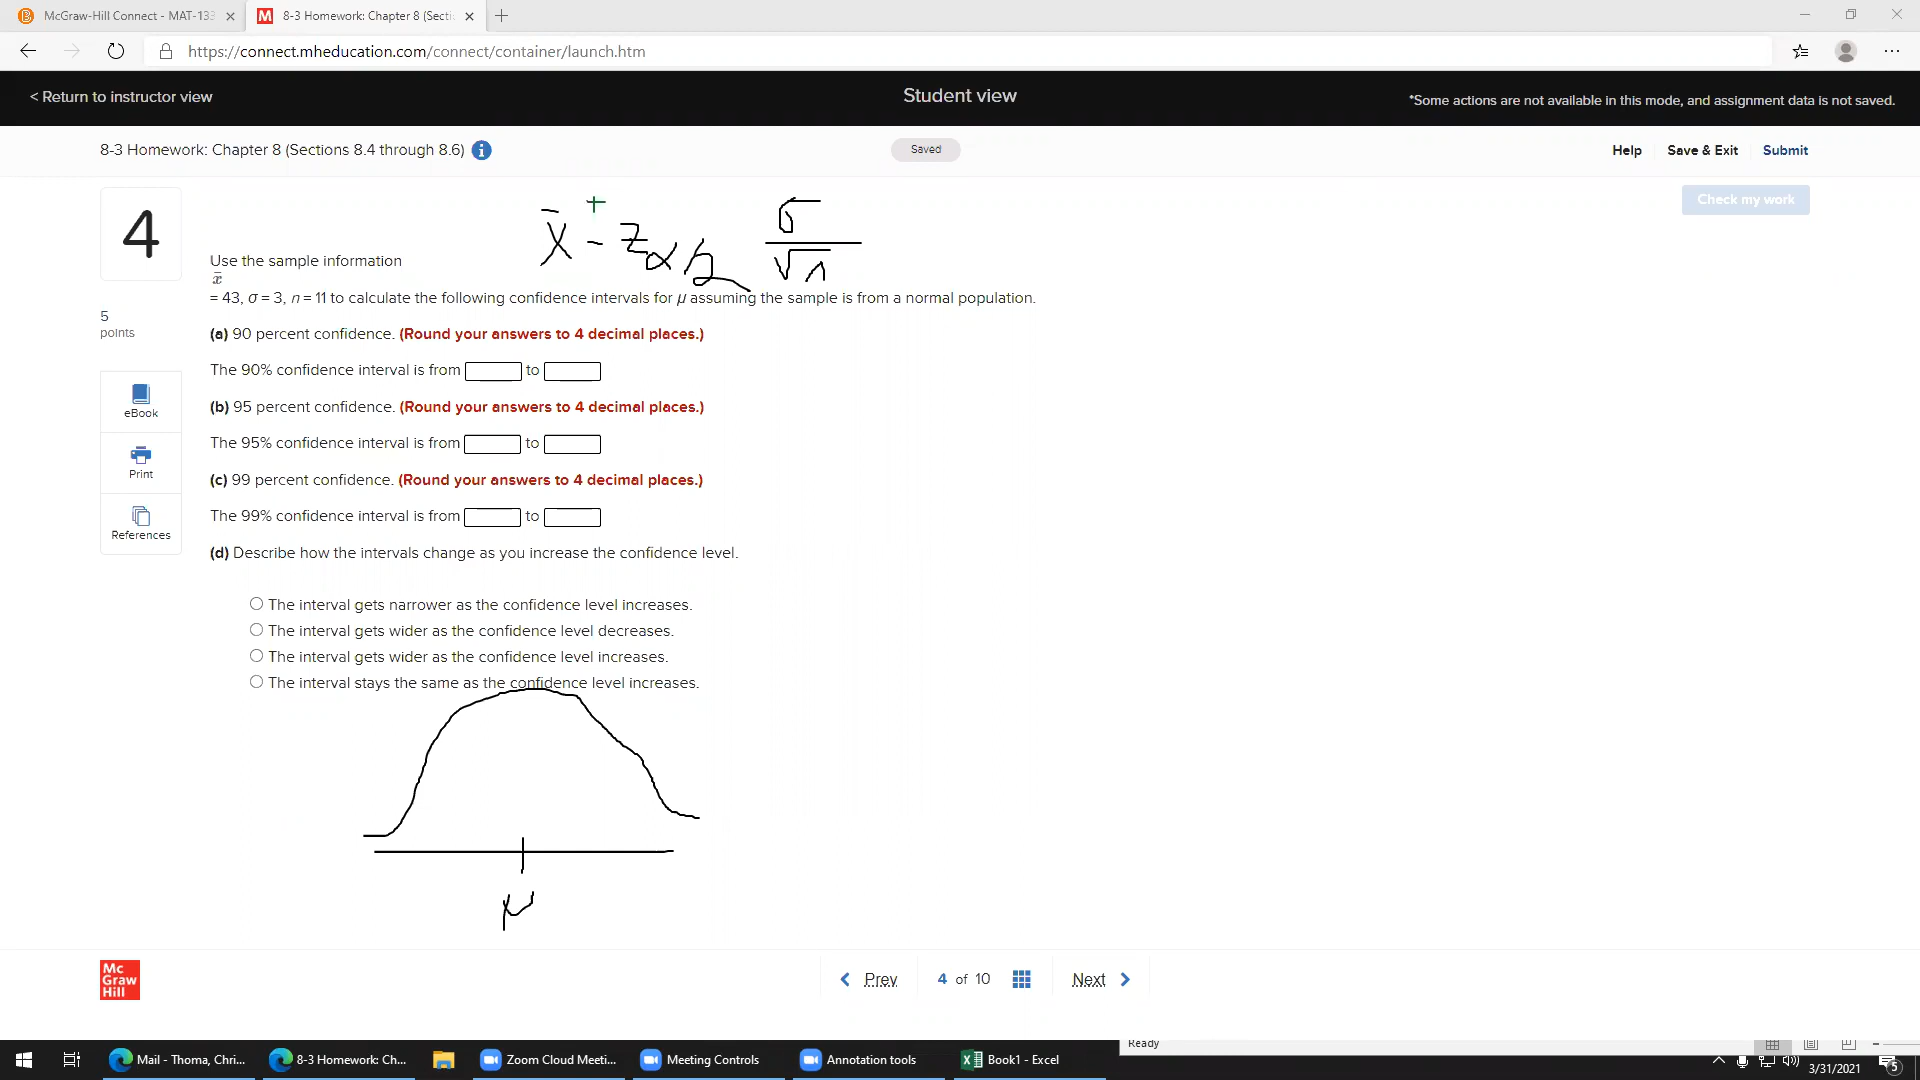 McGraw-Hill Connect - MAT-133
8-3 Homework: Chapter 8 (Secti
https://connect.mheducation.com/connect/container/launch.htm
< Return to instructor view
Student view
*Some actions are not available in this mode, and assignment data is not saved.
8-3 Homework: Chapter 8 (Sections 8.4 through 8.6)
Saved
Help
Save & Exit
Submit
Check my work
4
5
points
eBook
Print
References
x̄ ± z α/2 σ/√n
Use the sample information
x̄
= 43, σ = 3, n = 11 to calculate the following confidence intervals for μ assuming the sample is from a normal population.
(a) 90 percent confidence. (Round your answers to 4 decimal places.)
The 90% confidence interval is from to
(b) 95 percent confidence. (Round your answers to 4 decimal places.)
The 95% confidence interval is from to
(c) 99 percent confidence. (Round your answers to 4 decimal places.)
The 99% confidence interval is from to
(d) Describe how the intervals change as you increase the confidence level.
The interval gets narrower as the confidence level increases.
The interval gets wider as the confidence level decreases.
The interval gets wider as the confidence level increases.
The interval stays the same as the confidence level increases.
μ
Mc
Graw
Hill
Prev
4 of 10
Next
Ready
Mail - Thoma, Chri...
8-3 Homework: Ch...
Zoom Cloud Meeti...
Meeting Controls
Annotation tools
Book1 - Excel
3/31/2021
5